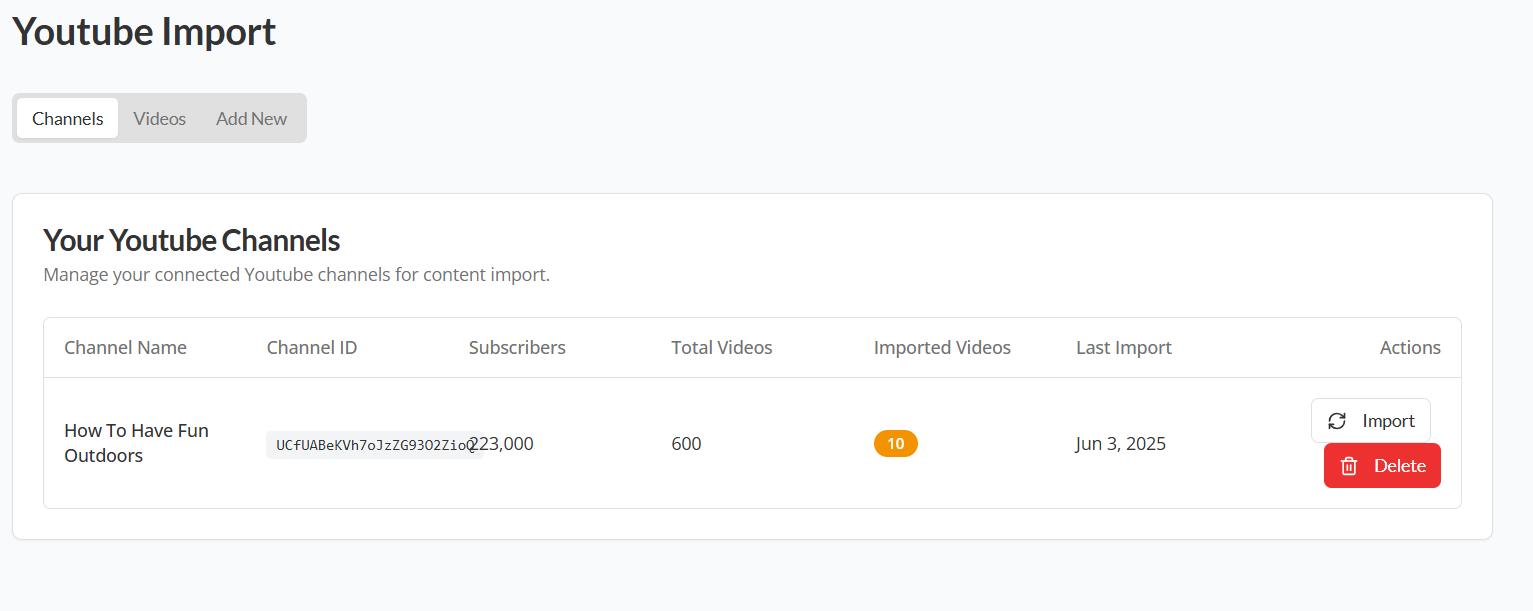 Youtube Import
Channels Videos Add New
Your Youtube Channels
Manage your connected Youtube channels for content import.
Channel Name Channel ID Subscribers Total Videos Imported Videos Last Import Actions
How To Have Fun
Outdoors
UCfUABeKVh7oJzZG93O2ZioQ 223,000 600 10 Jun 3, 2025
Import
Delete